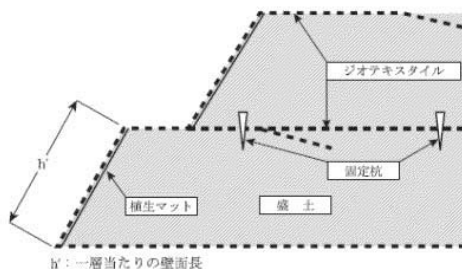 ジオテキスタイル
h′
固定杭
植生マット
盛 土
h′：一層当たりの壁面長